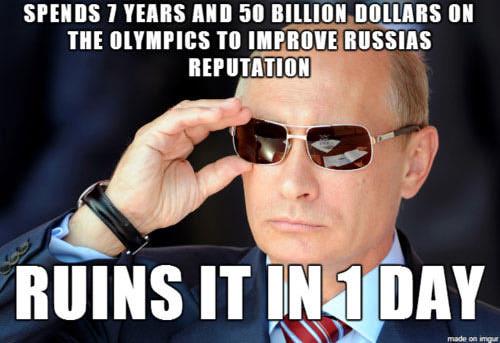 SPENDS 7 YEARS AND 50 BILLION DOLLARS ON
THE OLYMPICS TO IMPROVE RUSSIAS
REPUTATION
RUINS IT IN 1 DAY
made on imgur